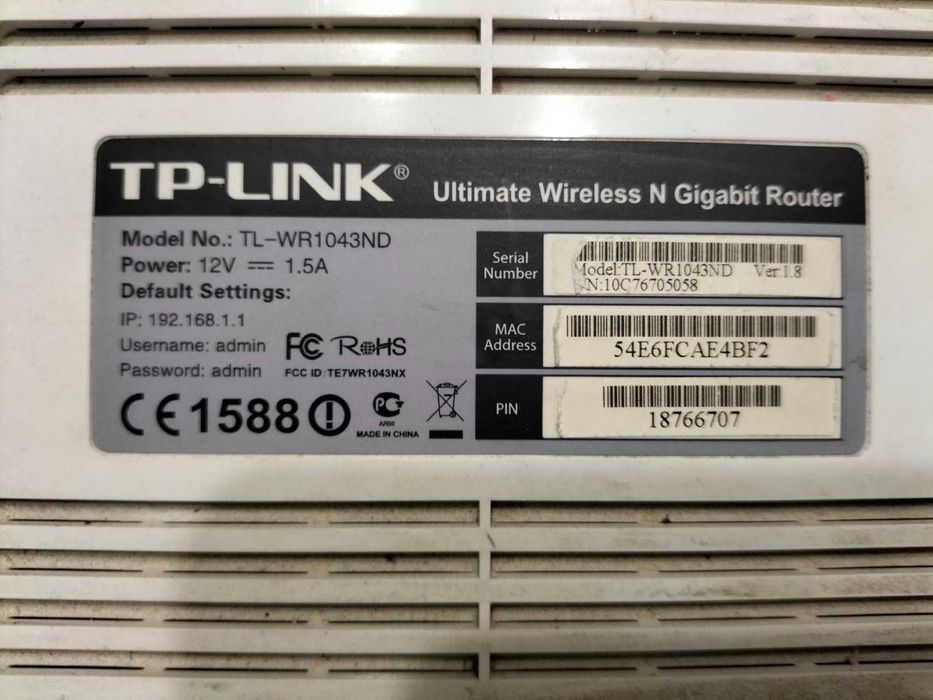 TP-LINK® Ultimate Wireless N Gigabit Router
Model No.: TL-WR1043ND
Power: 12V ⎓ 1.5A
Default Settings:
IP: 192.168.1.1
Username: admin
Password: admin
FC RoHS
FCC ID: TE7WR1043NX
CE1588
PG
AR50
MADE IN CHINA
Serial Number
Model:TL-WR1043ND Ver:1.8
/N:10C76705058
MAC Address
54E6FCAE4BF2
PIN
18766707